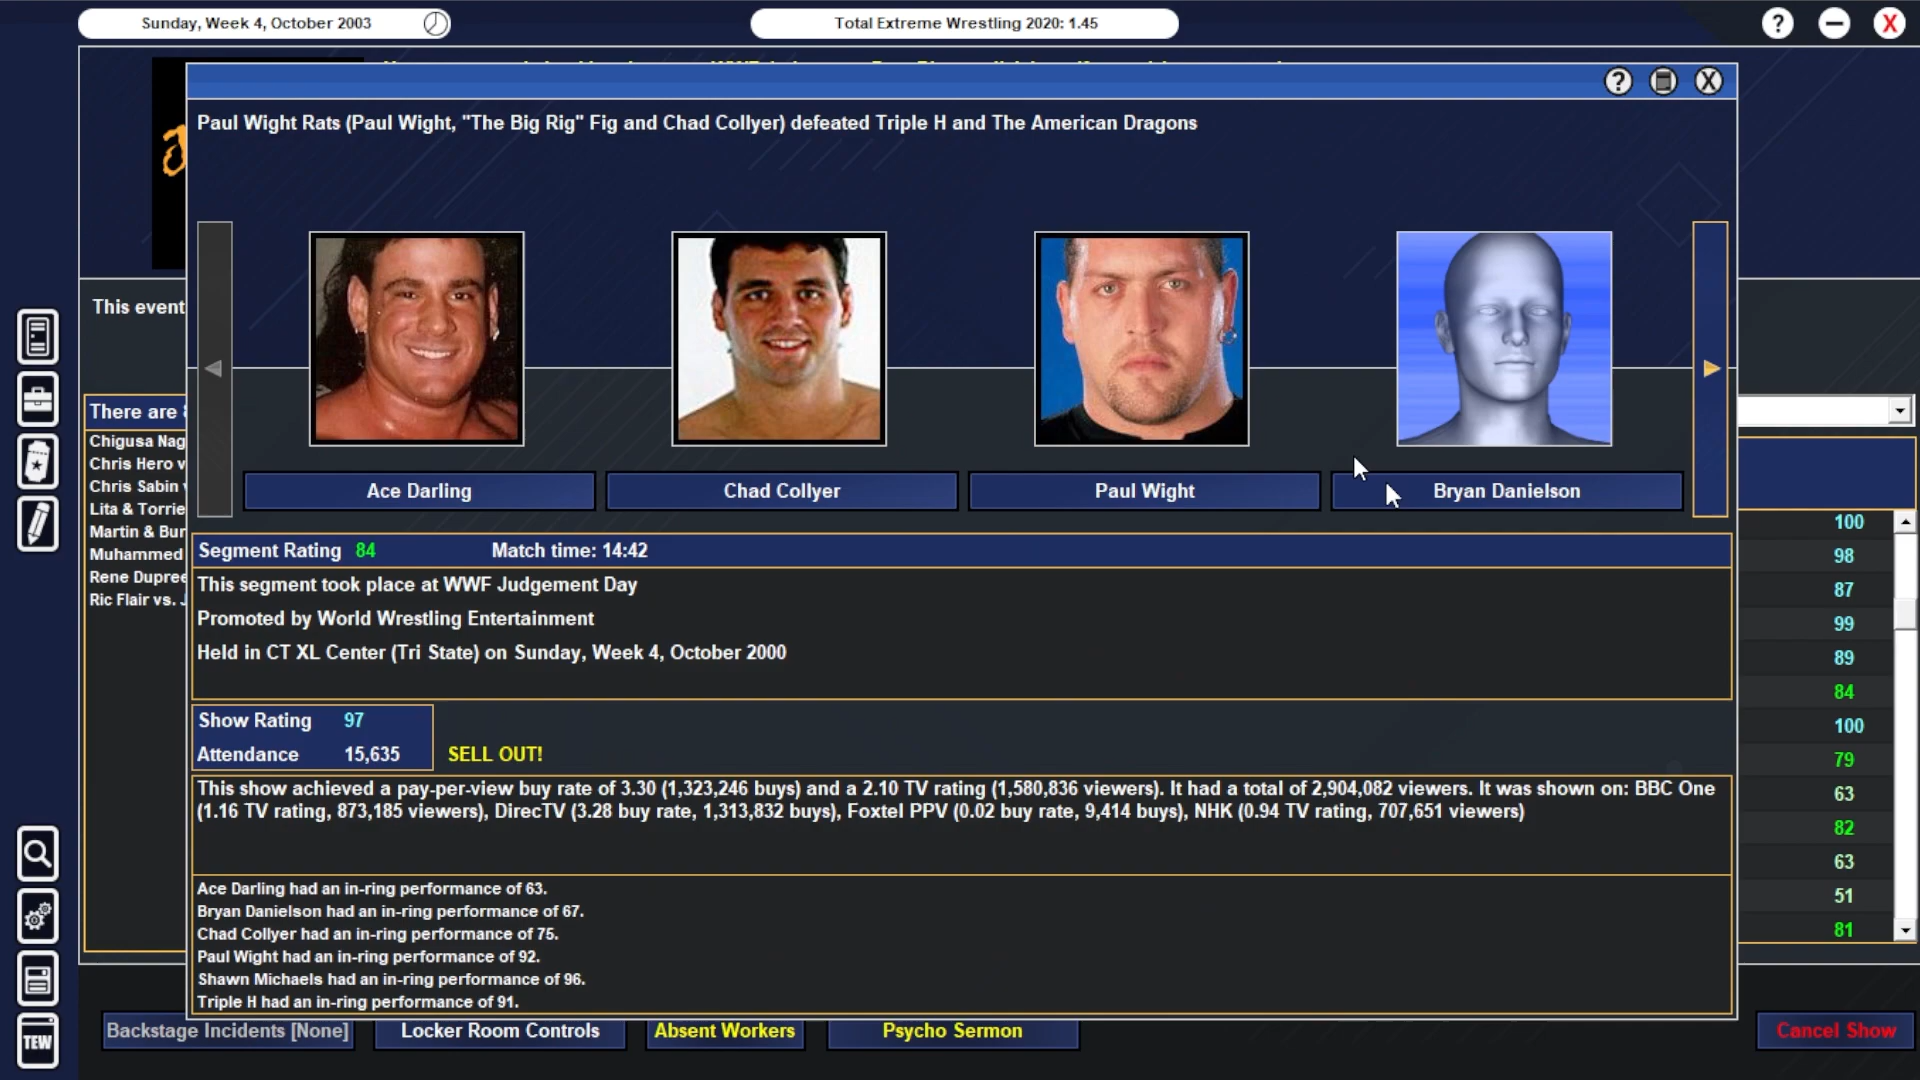 Sunday, Week 4, October 2003
Total Extreme Wrestling 2020: 1.45
Paul Wight Rats (Paul Wight, "The Big Rig" Fig and Chad Collyer) defeated Triple H and The American Dragons
This event
There are
Chigusa Nag
Chris Hero v
Chris Sabin v
Lita & Torrie
Martin & Bur
Muhammed
Rene Dupree
Ric Flair vs. J
Ace Darling
Chad Collyer
Paul Wight
Bryan Danielson
Segment Rating 84 Match time: 14:42
This segment took place at WWF Judgement Day
Promoted by World Wrestling Entertainment
Held in CT XL Center (Tri State) on Sunday, Week 4, October 2000
Show Rating 97
Attendance 15,635 SELL OUT!
This show achieved a pay-per-view buy rate of 3.30 (1,323,246 buys) and a 2.10 TV rating (1,580,836 viewers). It had a total of 2,904,082 viewers. It was shown on: BBC One
(1.16 TV rating, 873,185 viewers), DirecTV (3.28 buy rate, 1,313,832 buys), Foxtel PPV (0.02 buy rate, 9,414 buys), NHK (0.94 TV rating, 707,651 viewers)
Ace Darling had an in-ring performance of 63.
Bryan Danielson had an in-ring performance of 67.
Chad Collyer had an in-ring performance of 75.
Paul Wight had an in-ring performance of 92.
Shawn Michaels had an in-ring performance of 96.
Triple H had an in-ring performance of 91.
100
98
87
99
89
84
100
79
63
82
63
51
81
TEW
Backstage Incidents [None]
Locker Room Controls
Absent Workers
Psycho Sermon
Cancel Show